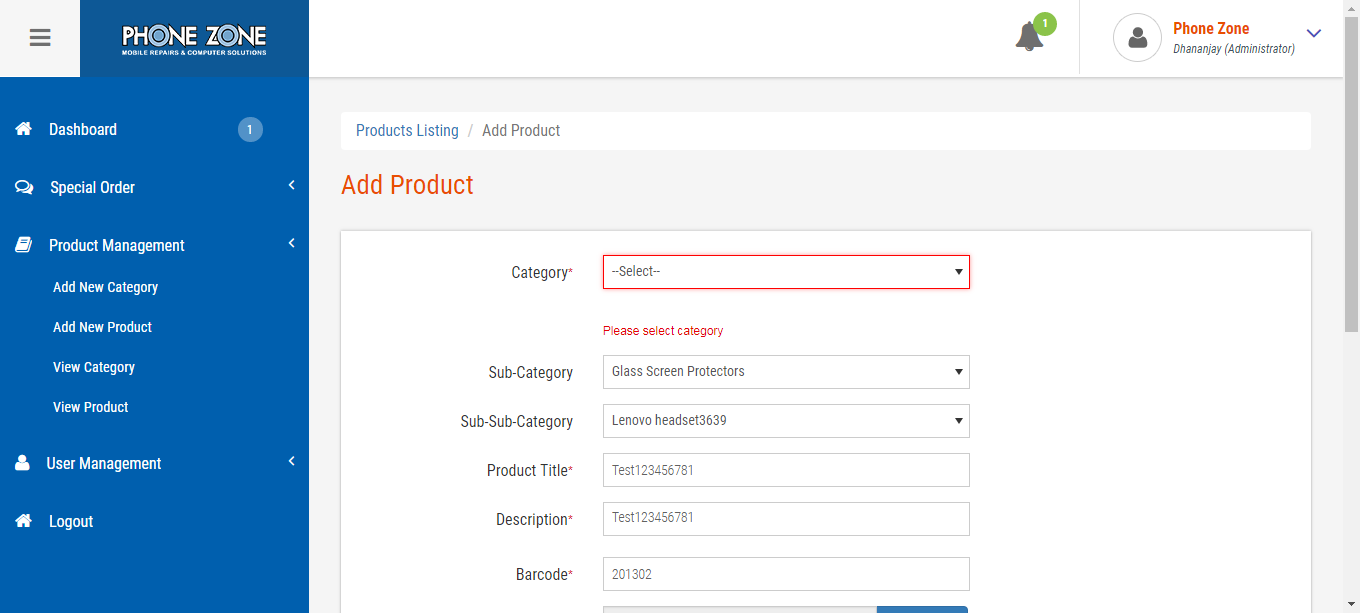 PHONE ZONE
MOBILE REPAIRS & COMPUTER SOLUTIONS
1
Phone Zone
Dhananjay (Administrator)
Dashboard
1
Special Order
Product Management
Add New Category
Add New Product
View Category
View Product
User Management
Logout
Products Listing / Add Product
Add Product
Category* --Select--
Please select category
Sub-Category Glass Screen Protectors
Sub-Sub-Category Lenovo headset3639
Product Title* Test123456781
Description* Test123456781
Barcode* 201302